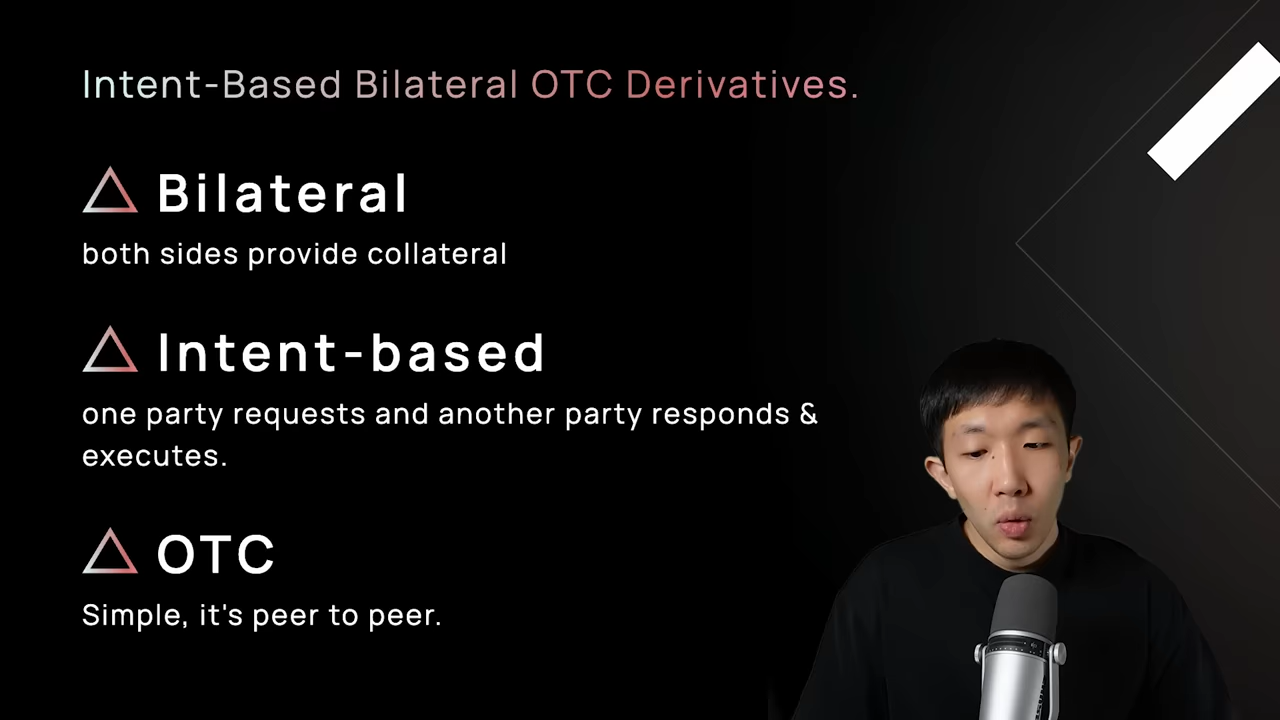 Intent-Based Bilateral OTC Derivatives.
Bilateral
both sides provide collateral
Intent-based
one party requests and another party responds &
executes.
OTC
Simple, it's peer to peer.